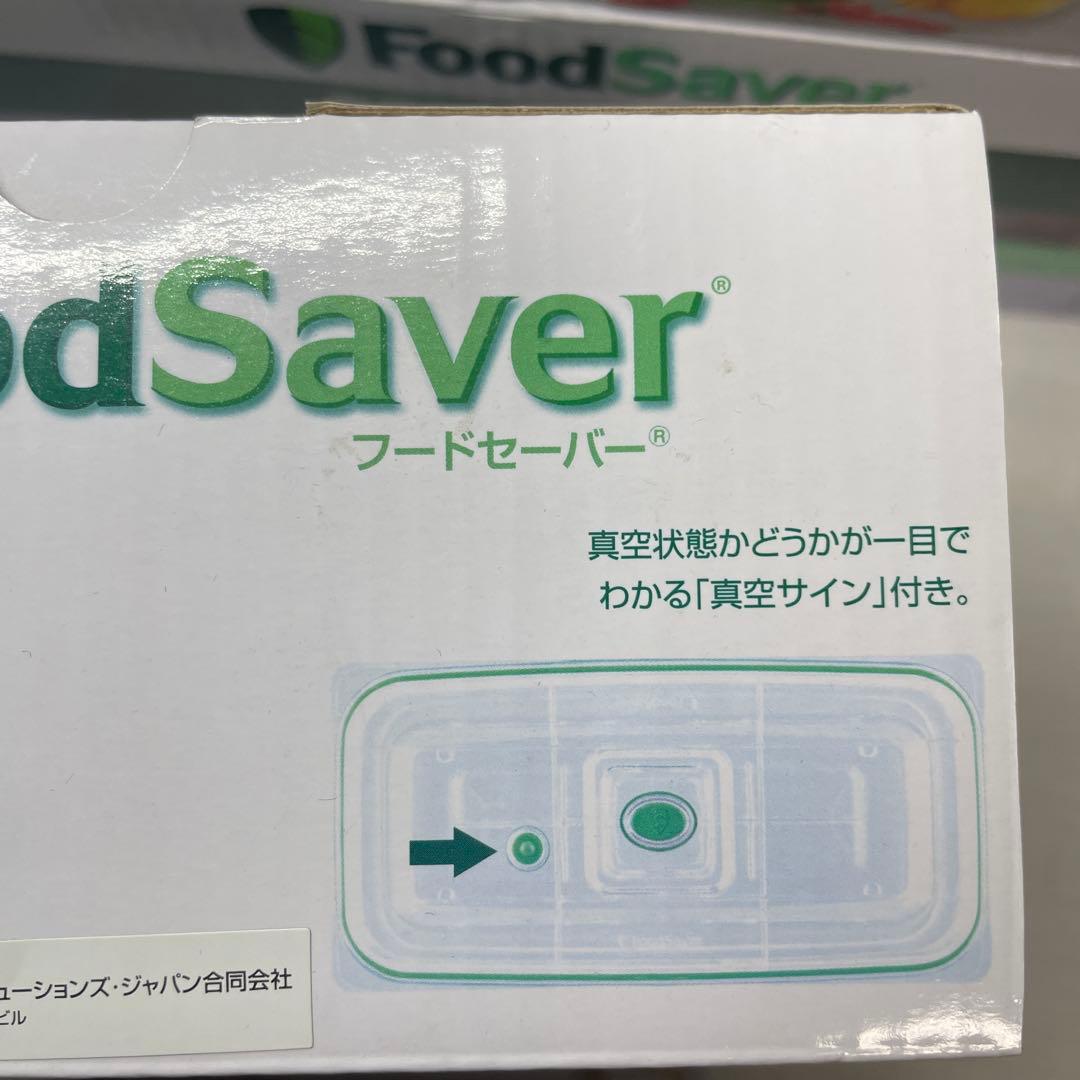 FoodSaver
odSaver®
フードセーバー®
真空状態かどうかが一目で
わかる「真空サイン」付き。
ューションズ・ジャパン合同会社
ビル